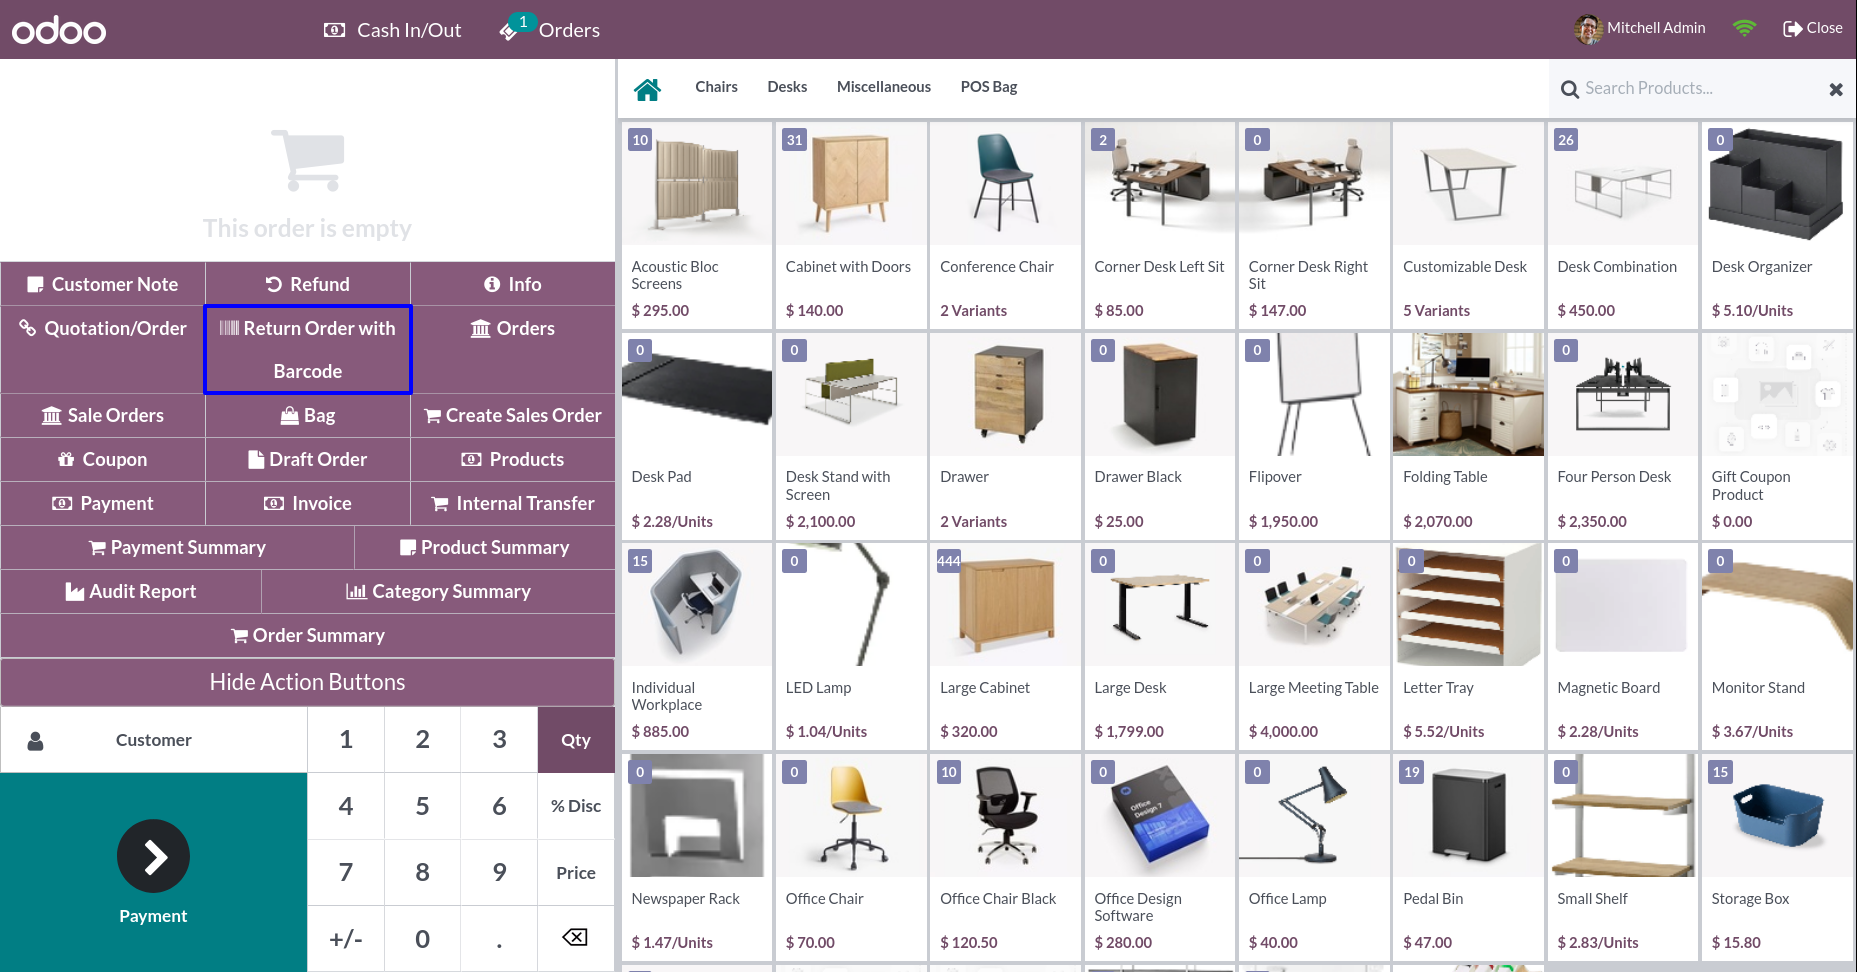 odoo
Cash In/Out
1
Orders
Mitchell Admin
Close
This order is empty
Customer Note
Refund
Info
Quotation/Order
Return Order with
Barcode
Orders
Sale Orders
Bag
Create Sales Order
Coupon
Draft Order
Products
Payment
Invoice
Internal Transfer
Payment Summary
Product Summary
Audit Report
Category Summary
Order Summary
Hide Action Buttons
Customer
1 2 3 Qty
4 5 6 % Disc
7 8 9 Price
+/- 0 .
Payment
Chairs
Desks
Miscellaneous
POS Bag
Search Products...
10
Acoustic Bloc
Screens
$ 295.00
31
Cabinet with Doors
$ 140.00
Conference Chair
2 Variants
2
Corner Desk Left Sit
$ 85.00
0
Corner Desk Right
Sit
$ 147.00
Customizable Desk
5 Variants
26
Desk Combination
$ 450.00
0
Desk Organizer
$ 5.10/Units
0
Desk Pad
$ 2.28/Units
0
Desk Stand with
Screen
$ 2,100.00
Drawer
2 Variants
0
Drawer Black
$ 25.00
0
Flipover
$ 1,950.00
Folding Table
$ 2,070.00
0
Four Person Desk
$ 2,350.00
Gift Coupon
Product
$ 0.00
15
Individual
Workplace
$ 885.00
0
LED Lamp
$ 1.04/Units
444
Large Cabinet
$ 320.00
0
Large Desk
$ 1,799.00
0
Large Meeting Table
$ 4,000.00
0
Letter Tray
$ 5.52/Units
0
Magnetic Board
$ 2.28/Units
0
Monitor Stand
$ 3.67/Units
0
Newspaper Rack
$ 1.47/Units
0
Office Chair
$ 70.00
10
Office Chair Black
$ 120.50
0
Office
Design 7
Office Design
Software
$ 280.00
0
Office Lamp
$ 40.00
19
Pedal Bin
$ 47.00
0
Small Shelf
$ 2.83/Units
15
Storage Box
$ 15.80